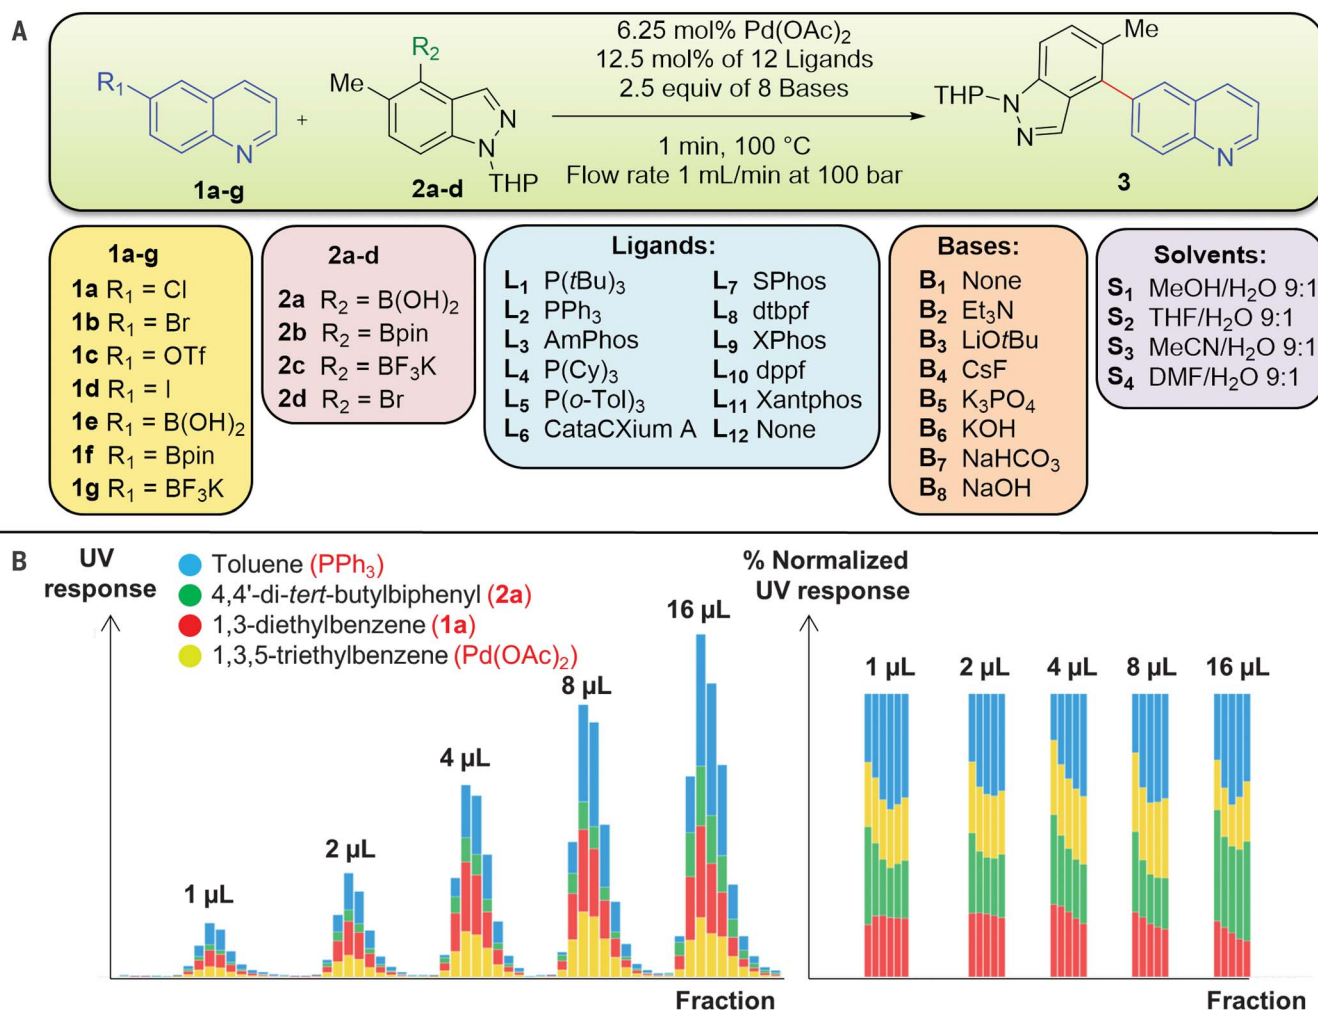 A
6.25 mol% Pd(OAc)₂
12.5 mol% of 12 Ligands
2.5 equiv of 8 Bases
1 min, 100 °C
Flow rate 1 mL/min at 100 bar
R₁
N
1a-g
+
R₂
Me
N
N
THP
2a-d
Me
THP
N
N
N
3
1a-g
1a R₁ = Cl
1b R₁ = Br
1c R₁ = OTf
1d R₁ = I
1e R₁ = B(OH)₂
1f R₁ = Bpin
1g R₁ = BF₃K
2a-d
2a R₂ = B(OH)₂
2b R₂ = Bpin
2c R₂ = BF₃K
2d R₂ = Br
Ligands:
L₁ P(tBu)₃
L₂ PPh₃
L₃ AmPhos
L₄ P(Cy)₃
L₅ P(o-Tol)₃
L₆ CataCXium A
L₇ SPhos
L₈ dtbpf
L₉ XPhos
L₁₀ dppf
L₁₁ Xantphos
L₁₂ None
Bases:
B₁ None
B₂ Et₃N
B₃ LiOtBu
B₄ CsF
B₅ K₃PO₄
B₆ KOH
B₇ NaHCO₃
B₈ NaOH
Solvents:
S₁ MeOH/H₂O 9:1
S₂ THF/H₂O 9:1
S₃ MeCN/H₂O 9:1
S₄ DMF/H₂O 9:1
B
UV
response
Toluene (PPh₃)
4,4'-di-tert-butylbiphenyl (2a)
1,3-diethylbenzene (1a)
1,3,5-triethylbenzene (Pd(OAc)₂)
1 µL
2 µL
4 µL
8 µL
16 µL
Fraction
% Normalized
UV response
1 µL
2 µL
4 µL
8 µL
16 µL
Fraction